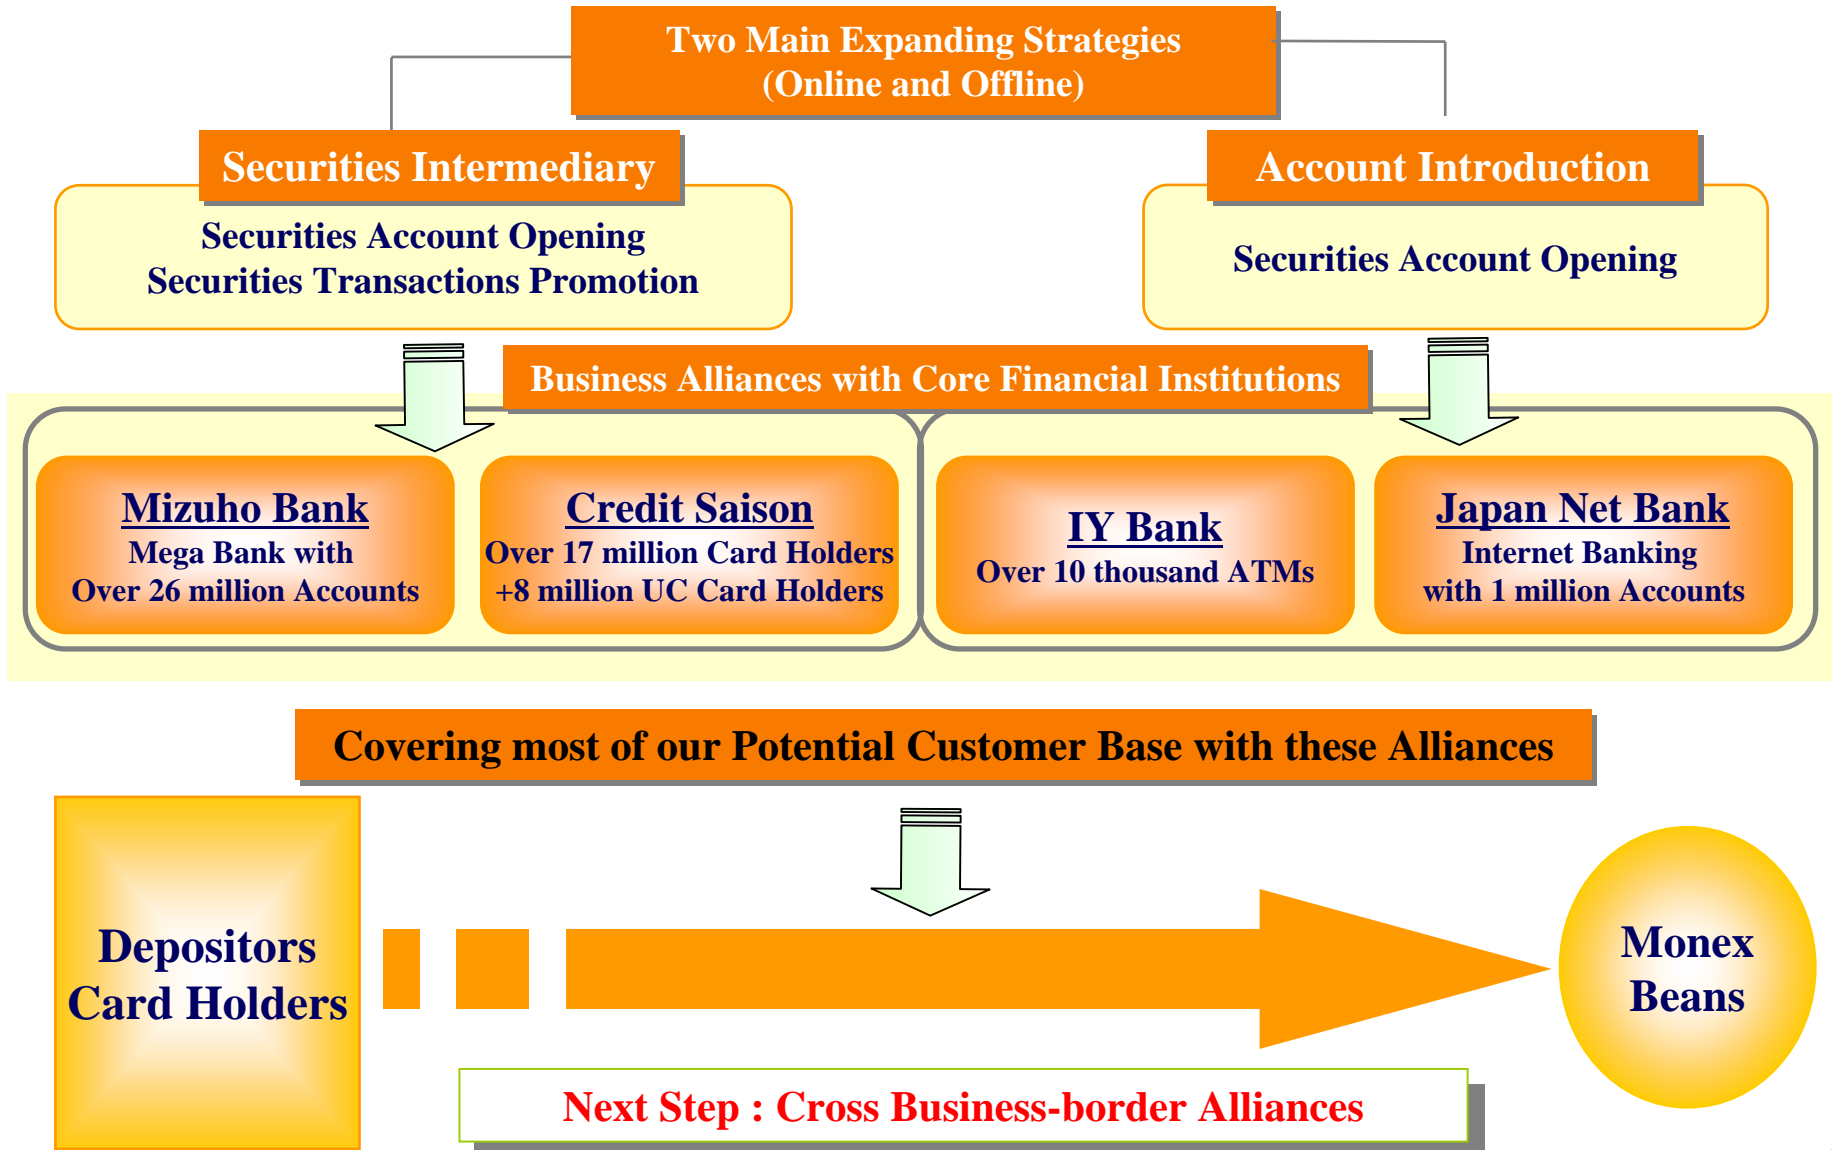 Two Main Expanding Strategies
(Online and Offline)
Securities Intermediary
Account Introduction
Securities Account Opening
Securities Transactions Promotion
Securities Account Opening
Business Alliances with Core Financial Institutions
Mizuho Bank
Mega Bank with
Over 26 million Accounts
Credit Saison
Over 17 million Card Holders
+8 million UC Card Holders
IY Bank
Over 10 thousand ATMs
Japan Net Bank
Internet Banking
with 1 million Accounts
Covering most of our Potential Customer Base with these Alliances
Depositors
Card Holders
Monex
Beans
Next Step : Cross Business-border Alliances